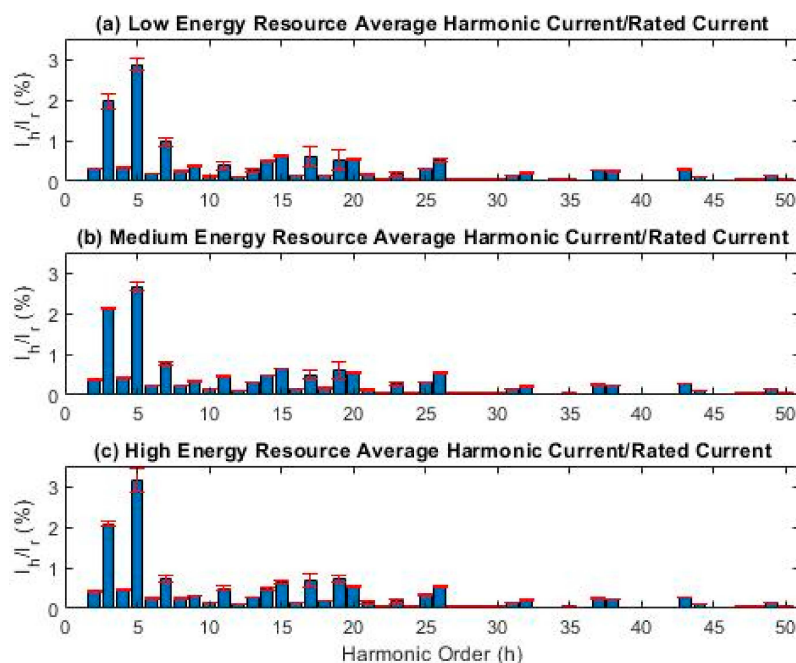 (a) Low Energy Resource Average Harmonic Current/Rated Current
3
2
1
0
I_h/I_r (%)
0 5 10 15 20 25 30 35 40 45 50
(b) Medium Energy Resource Average Harmonic Current/Rated Current
3
2
1
0
I_h/I_r (%)
0 5 10 15 20 25 30 35 40 45 50
(c) High Energy Resource Average Harmonic Current/Rated Current
3
2
1
0
I_h/I_r (%)
0 5 10 15 20 25 30 35 40 45 50
Harmonic Order (h)